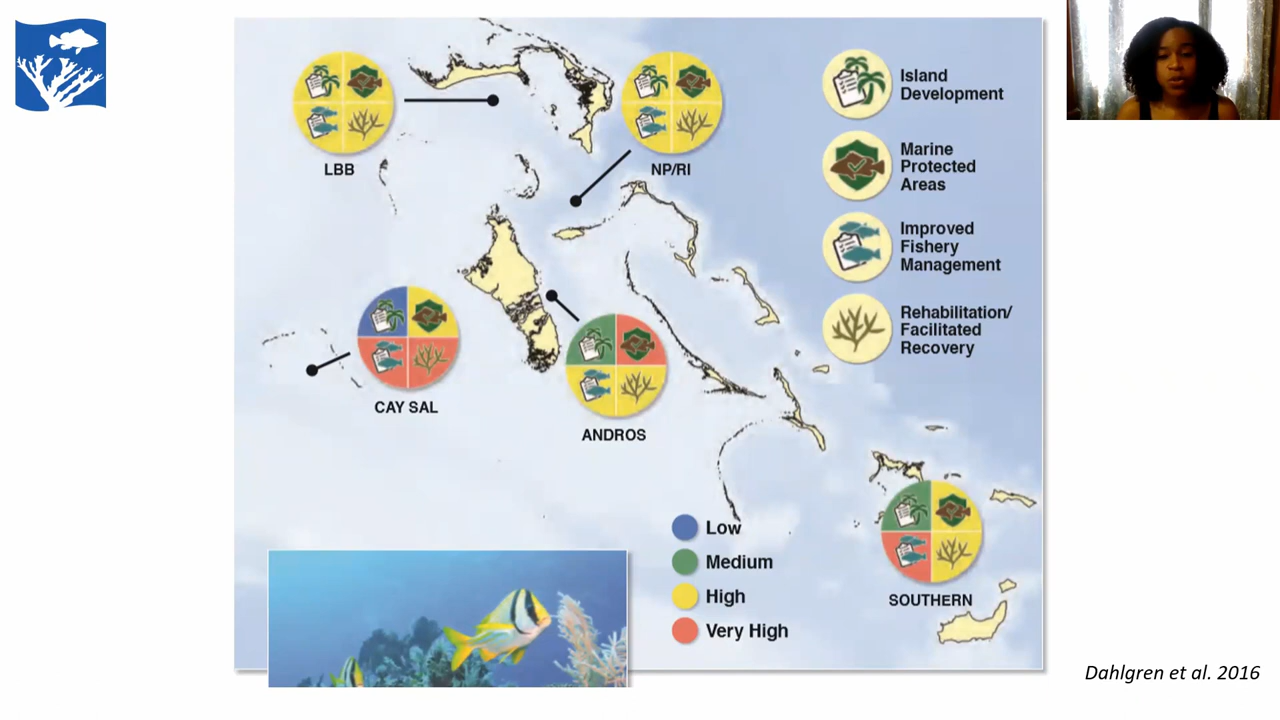 LBB
NP/RI
Island
Development
Marine
Protected
Areas
Improved
Fishery
Management
Rehabilitation/
Facilitated
Recovery
CAY SAL
ANDROS
Low
Medium
High
Very High
SOUTHERN
Dahlgren et al. 2016